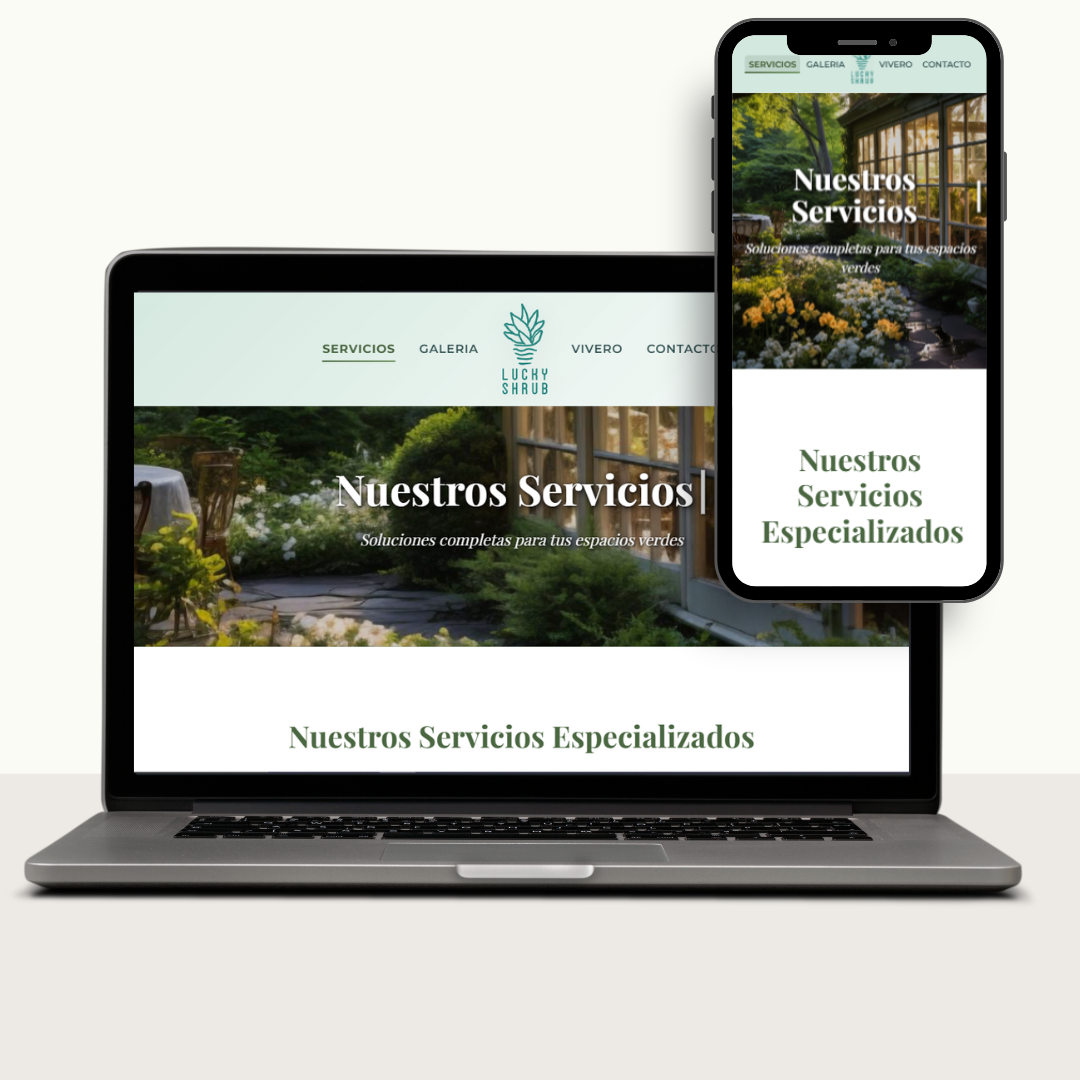 SERVICIOS GALERIA VIVERO CONTACTO
LUCKY
SHRUB
Nuestros
Servicios
Soluciones completas para tus espacios
verdes
Nuestros
Servicios
Especializados
SERVICIOS GALERIA VIVERO CONTACTO
LUCKY
SHRUB
Nuestros Servicios
Soluciones completas para tus espacios verdes
Nuestros Servicios Especializados